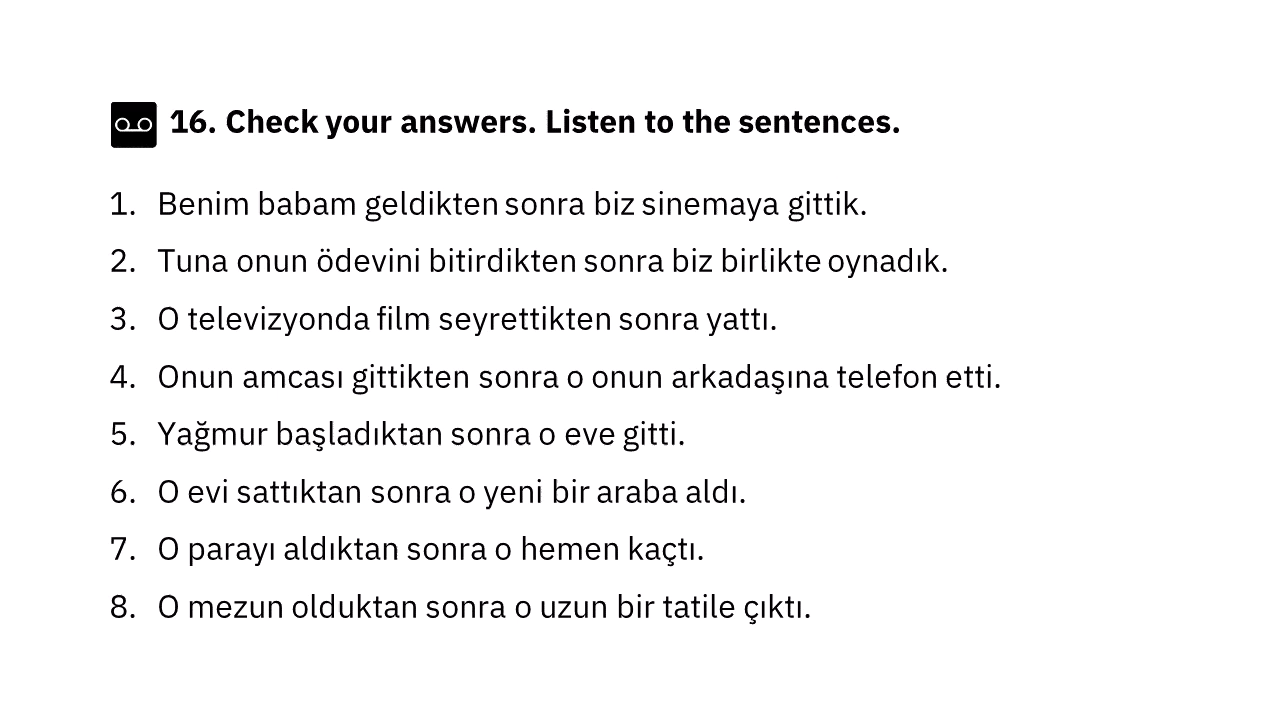 16. Check your answers. Listen to the sentences.
1. Benim babam geldikten sonra biz sinemaya gittik.
2. Tuna onun ödevini bitirdikten sonra biz birlikte oynadık.
3. O televizyonda film seyrettikten sonra yattı.
4. Onun amcası gittikten sonra o onun arkadaşına telefon etti.
5. Yağmur başladıktan sonra o eve gitti.
6. O evi sattıktan sonra o yeni bir araba aldı.
7. O parayı aldıktan sonra o hemen kaçtı.
8. O mezun olduktan sonra o uzun bir tatile çıktı.